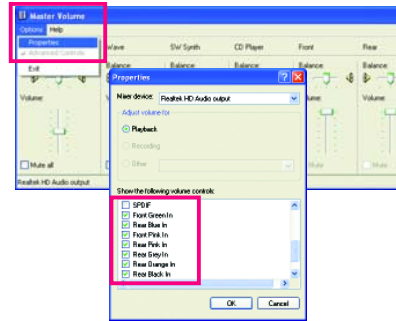 Master Volume
Options Help
Properties
Advanced Controls
Exit
Wave
SW Synth
CD Player
Front
Rear
Balance
Balance
Balance
Balance
Balance
Volume:
Mute all
Mute
Mute
Realtek HD Audio output
Properties
Mixer device: Realtek HD Audio output
Adjust volume for
Playback
Recording
Other
Show the following volume controls:
SPDIF
Front Green In
Rear Blue In
Front Pink In
Rear Pink In
Rear Grey In
Rear Orange In
Rear Black In
OK Cancel